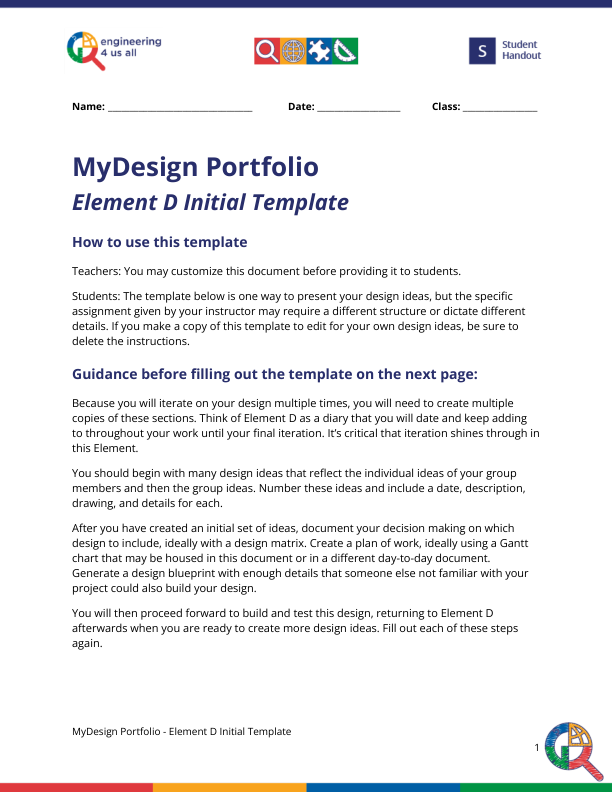 engineering
4 us all
S
Student
Handout
Name: ______________________________ Date: _________________ Class: _______________
MyDesign Portfolio
Element D Initial Template
How to use this template
Teachers: You may customize this document before providing it to students.
Students: The template below is one way to present your design ideas, but the specific
assignment given by your instructor may require a different structure or dictate different
details. If you make a copy of this template to edit for your own design ideas, be sure to
delete the instructions.
Guidance before filling out the template on the next page:
Because you will iterate on your design multiple times, you will need to create multiple
copies of these sections. Think of Element D as a diary that you will date and keep adding
to throughout your work until your final iteration. It’s critical that iteration shines through in
this Element.
You should begin with many design ideas that reflect the individual ideas of your group
members and then the group ideas. Number these ideas and include a date, description,
drawing, and details for each.
After you have created an initial set of ideas, document your decision making on which
design to include, ideally with a design matrix. Create a plan of work, ideally using a Gantt
chart that may be housed in this document or in a different day-to-day document.
Generate a design blueprint with enough details that someone else not familiar with your
project could also build your design.
You will then proceed forward to build and test this design, returning to Element D
afterwards when you are ready to create more design ideas. Fill out each of these steps
again.
MyDesign Portfolio - Element D Initial Template
1